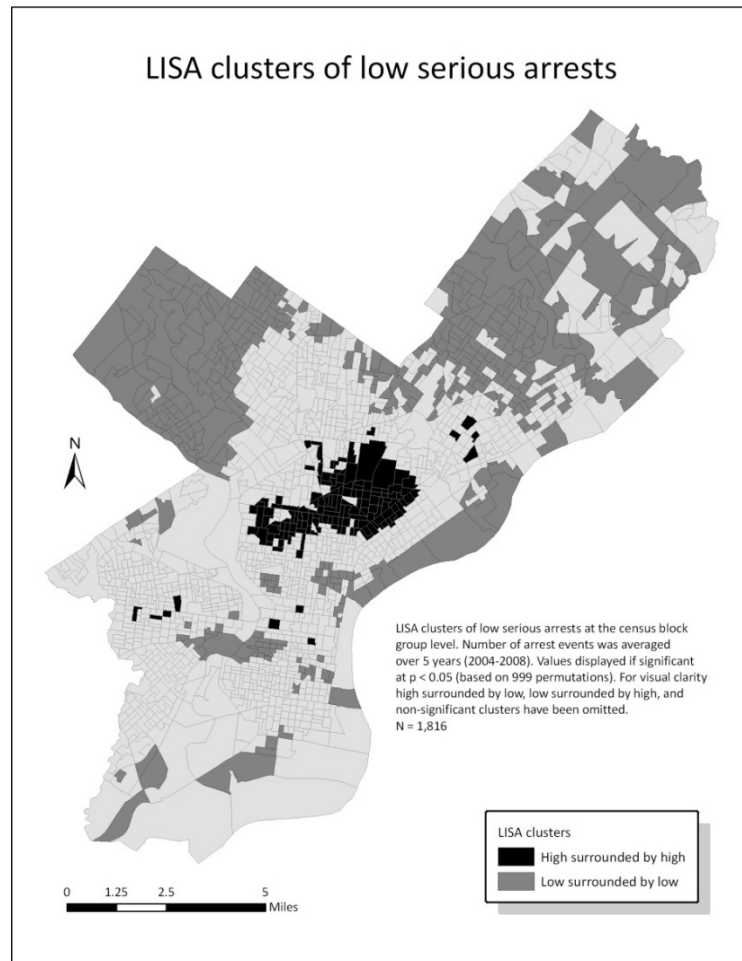 LISA clusters of low serious arrests
N
LISA clusters of low serious arrests at the census block
group level. Number of arrest events was averaged
over 5 years (2004-2008). Values displayed if significant
at p < 0.05 (based on 999 permutations). For visual clarity
high surrounded by low, low surrounded by high, and
non-significant clusters have been omitted.
N = 1,816
LISA clusters
High surrounded by high
Low surrounded by low
0 1.25 2.5 5
Miles